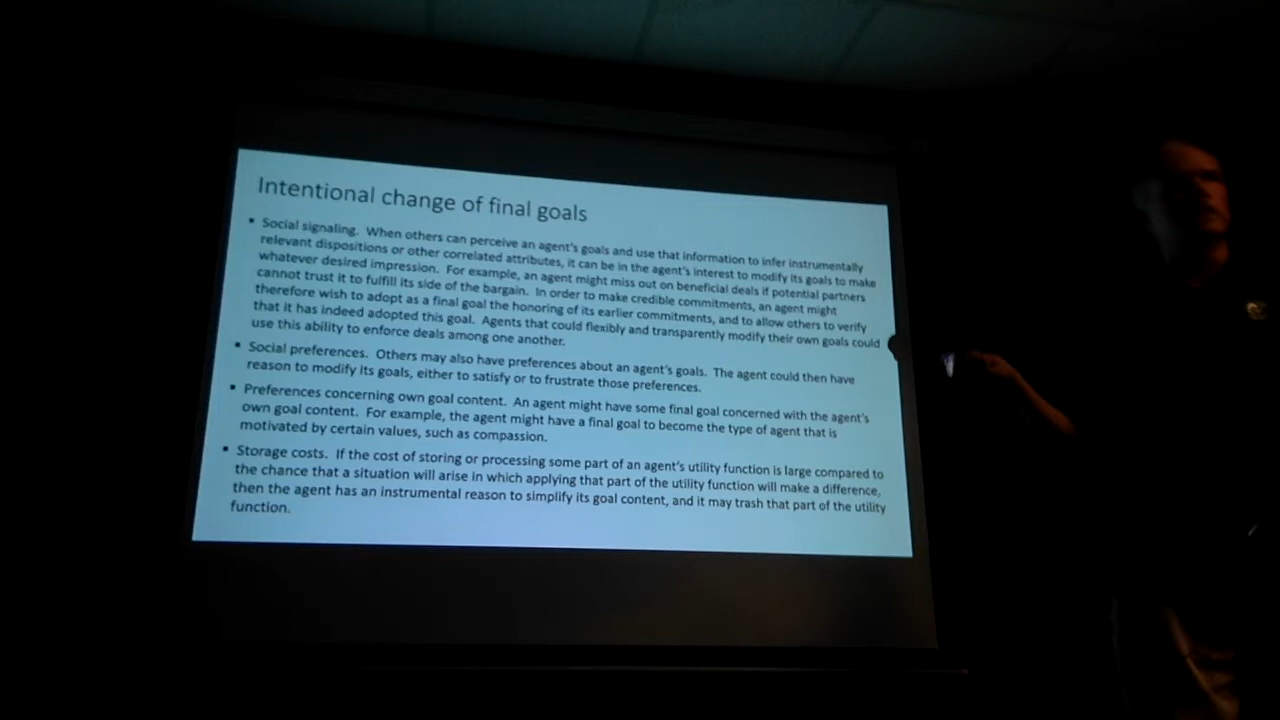 Intentional change of final goals
▪ Social signaling. When others can perceive an agent's goals and use that information to infer instrumentally
relevant dispositions or other correlated attributes, it can be in the agent's interest to modify its goals to make
whatever desired impression. For example, an agent might miss out on beneficial deals if potential partners
cannot trust it to fulfill its side of the bargain. In order to make credible commitments, an agent might
therefore wish to adopt as a final goal the honoring of its earlier commitments, and to allow others to verify
that it has indeed adopted this goal. Agents that could flexibly and transparently modify their own goals could
use this ability to enforce deals among one another.
▪ Social preferences. Others may also have preferences about an agent's goals. The agent could then have
reason to modify its goals, either to satisfy or to frustrate those preferences.
▪ Preferences concerning own goal content. An agent might have some final goal concerned with the agent's
own goal content. For example, the agent might have a final goal to become the type of agent that is
motivated by certain values, such as compassion.
▪ Storage costs. If the cost of storing or processing some part of an agent's utility function is large compared to
the chance that a situation will arise in which applying that part of the utility function will make a difference,
then the agent has an instrumental reason to simplify its goal content, and it may trash that part of the utility
function.